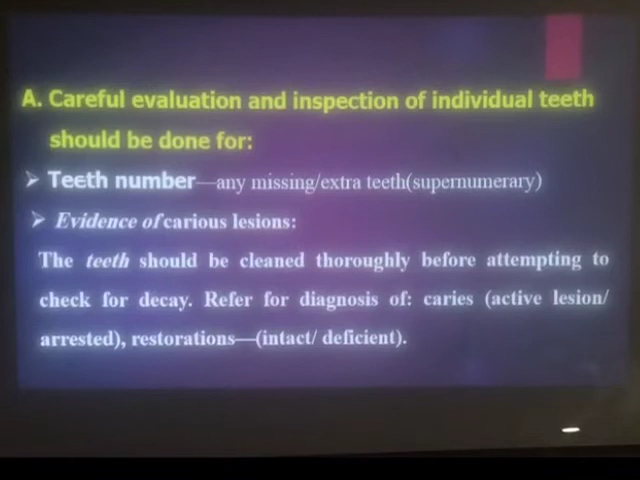 A. Careful evaluation and inspection of individual teeth
should be done for:
➢ Teeth number—any missing/extra teeth(supernumerary)
➢ Evidence of carious lesions:
The teeth should be cleaned thoroughly before attempting to
check for decay. Refer for diagnosis of: caries (active lesion/
arrested), restorations—(intact/ deficient).